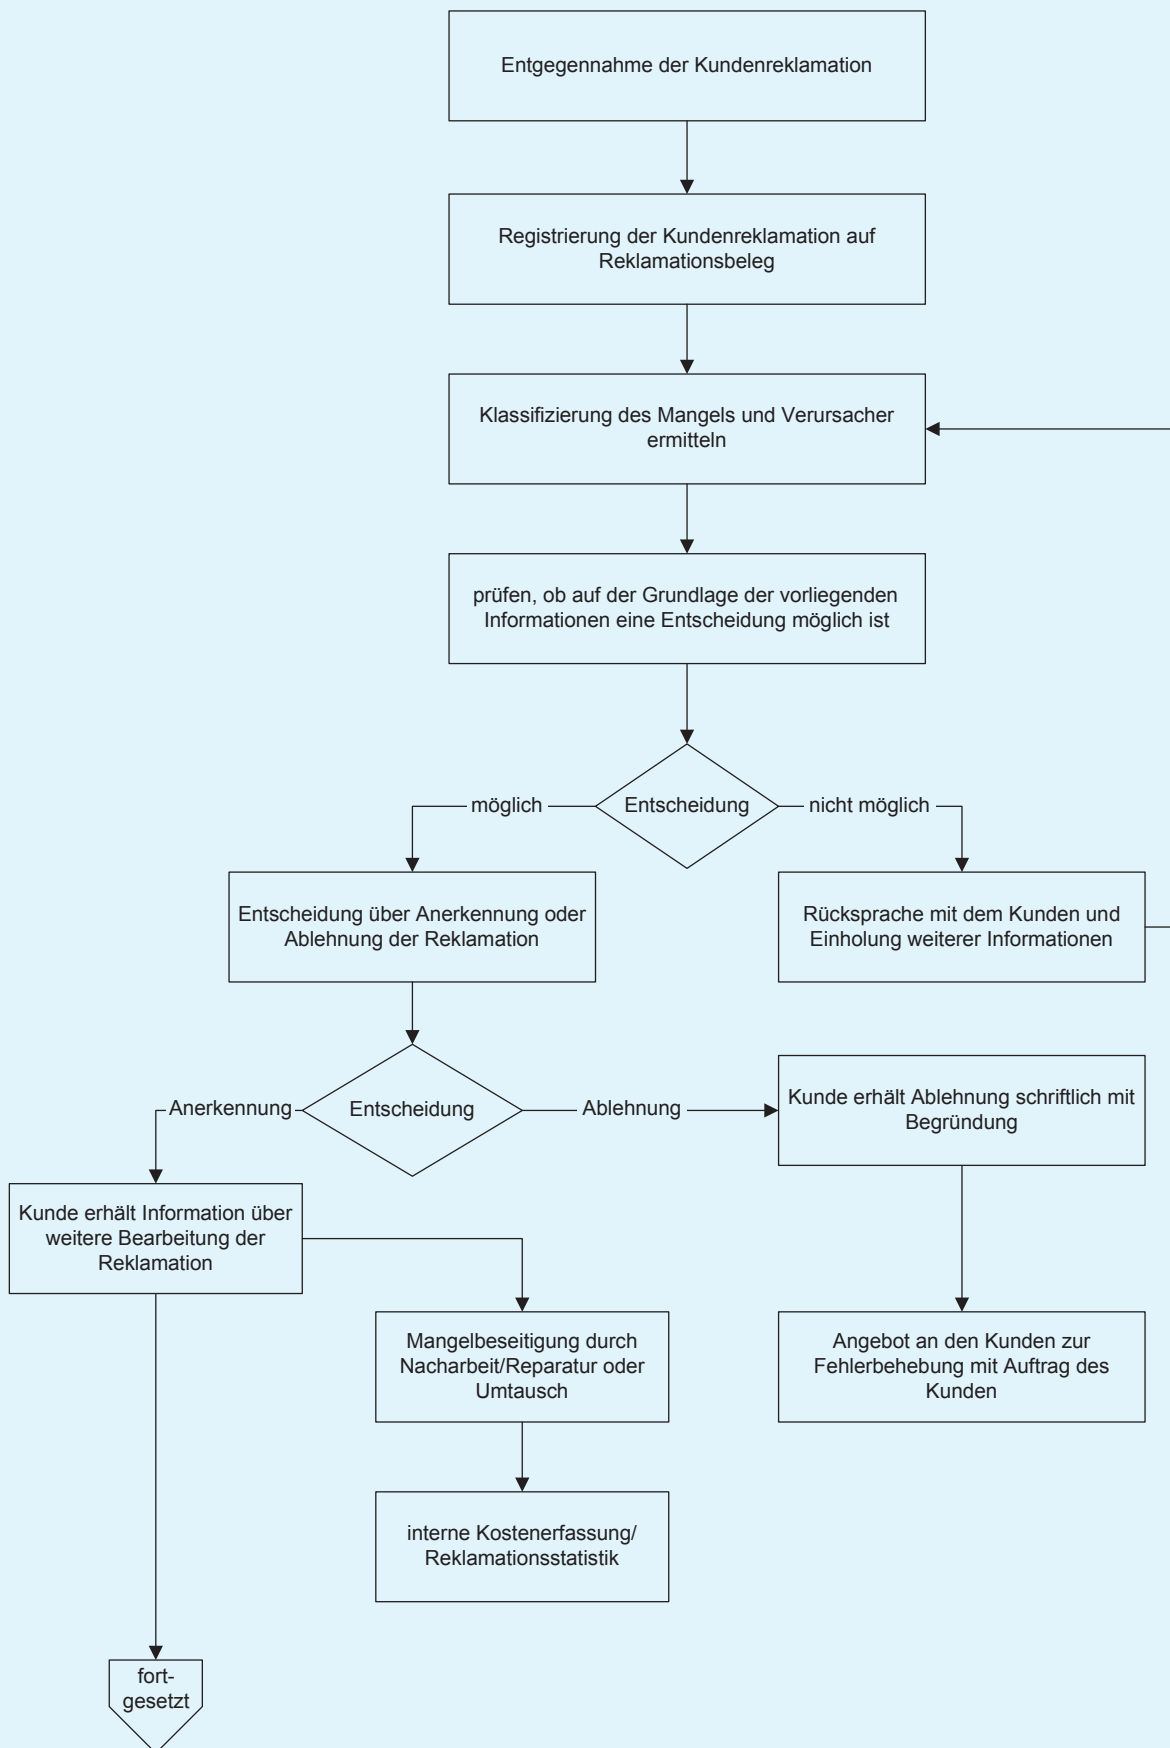 Entgegennahme der Kundenreklamation
Registrierung der Kundenreklamation auf
Reklamationsbeleg
Klassifizierung des Mangels und Verursacher
ermitteln
prüfen, ob auf der Grundlage der vorliegenden
Informationen eine Entscheidung möglich ist
möglich
Entscheidung
nicht möglich
Entscheidung über Anerkennung oder
Ablehnung der Reklamation
Rücksprache mit dem Kunden und
Einholung weiterer Informationen
Anerkennung
Entscheidung
Ablehnung
Kunde erhält Ablehnung schriftlich mit
Begründung
Kunde erhält Information über
weitere Bearbeitung der
Reklamation
Mangelbeseitigung durch
Nacharbeit/Reparatur oder
Umtausch
Angebot an den Kunden zur
Fehlerbehebung mit Auftrag des
Kunden
interne Kostenerfassung/
Reklamationsstatistik
fort-
gesetzt